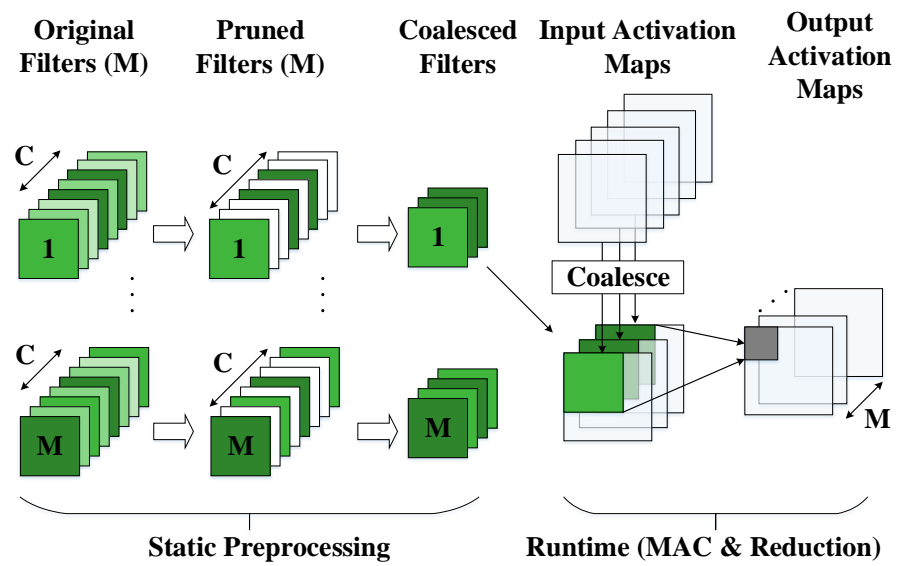 Original
Filters (M)
Pruned
Filters (M)
Coalesced
Filters
Input Activation
Maps
Output
Activation
Maps
C
1
C
1
1
Coalesce
C
M
C
M
M
M
Static Preprocessing
Runtime (MAC & Reduction)